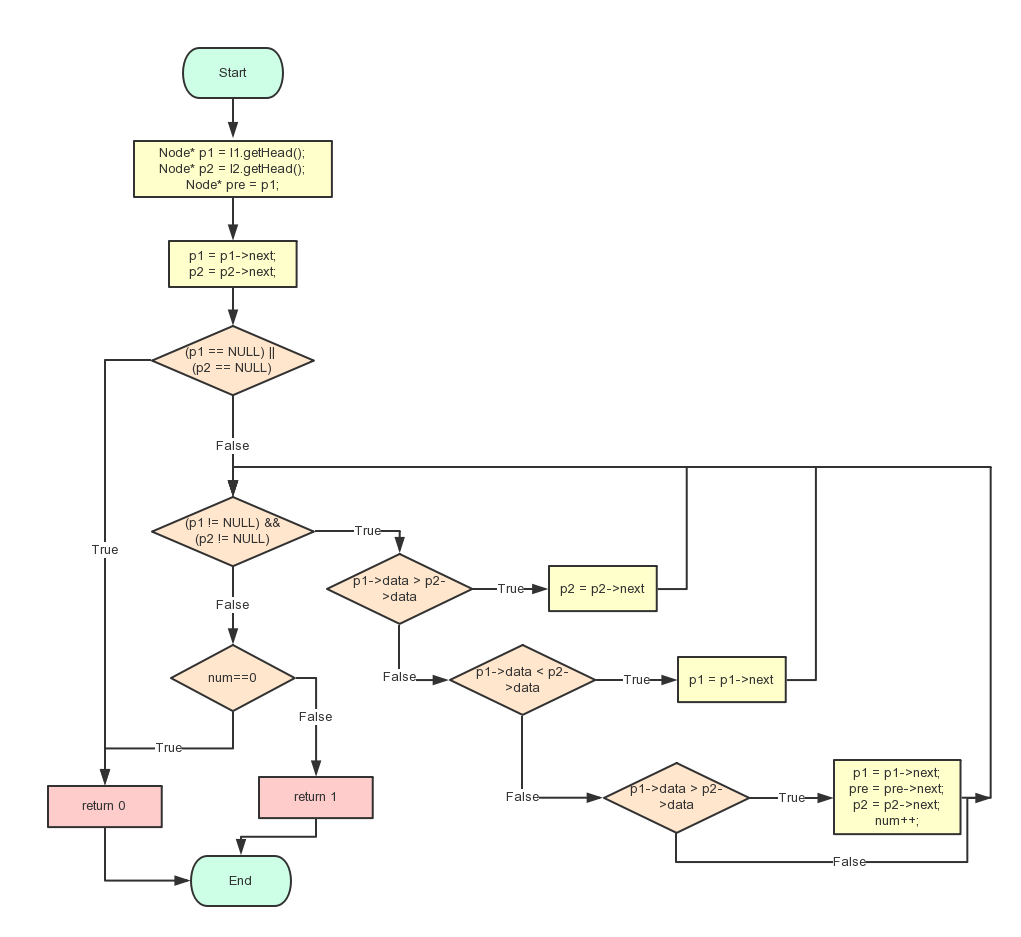 Start
Node* p1 = l1.getHead();
Node* p2 = l2.getHead();
Node* pre = p1;
p1 = p1->next;
p2 = p2->next;
(p1 == NULL) ||
(p2 == NULL)
False
True
(p1 != NULL) &&
(p2 != NULL)
True
p1->data > p2-
>data
True
p2 = p2->next
False
False
p1->data < p2-
>data
True
p1 = p1->next
num==0
False
True
False
p1->data > p2-
>data
True
p1 = p1->next;
pre = pre->next;
p2 = p2->next;
num++;
False
return 0
return 1
End